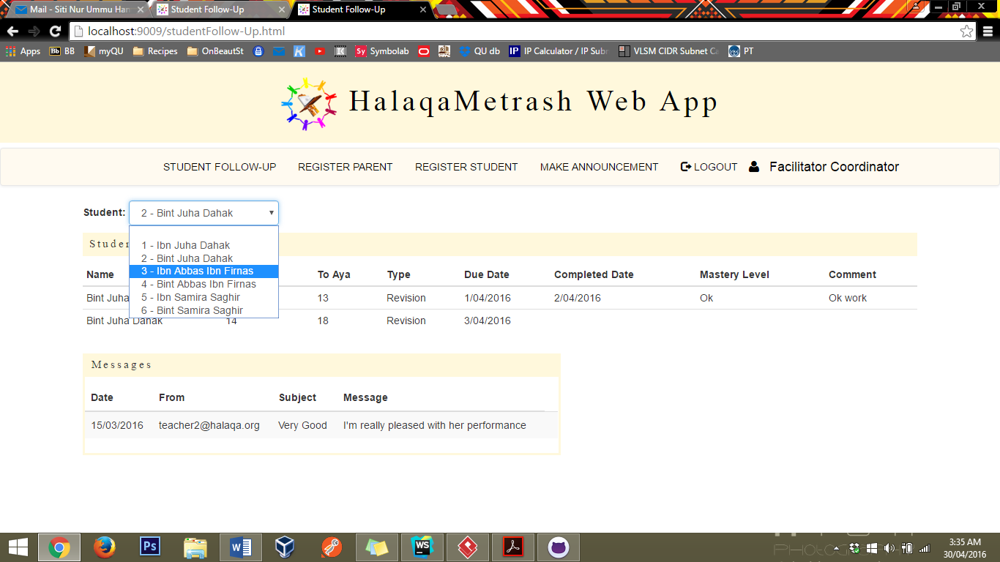 Mail - Siti Nur Ummu Ham Student Follow-Up Student Follow-Up
localhost:9009/studentFollow-Up.html
Apps Bb BB myQU Recipes OnBeautSt Sy Symbolab QU db IP IP Calculator / IP Subn VLSM CIDR Subnet Ca PT
HalaqaMetrash Web App
STUDENT FOLLOW-UP REGISTER PARENT REGISTER STUDENT MAKE ANNOUNCEMENT LOGOUT Facilitator Coordinator
Student: 2 - Bint Juha Dahak
1 - Ibn Juha Dahak
2 - Bint Juha Dahak
3 - Ibn Abbas Ibn Firnas
4 - Bint Abbas Ibn Firnas
5 - Ibn Samira Saghir
6 - Bint Samira Saghir
Studen
Name To Aya Type Due Date Completed Date Mastery Level Comment
Bint Juha 13 Revision 1/04/2016 2/04/2016 Ok Ok work
Bint Juha Dahak 14 18 Revision 3/04/2016
Messages
Date From Subject Message
15/03/2016 teacher2@halaqa.org Very Good I'm really pleased with her performance
Ps W WS
3:35 AM
30/04/2016